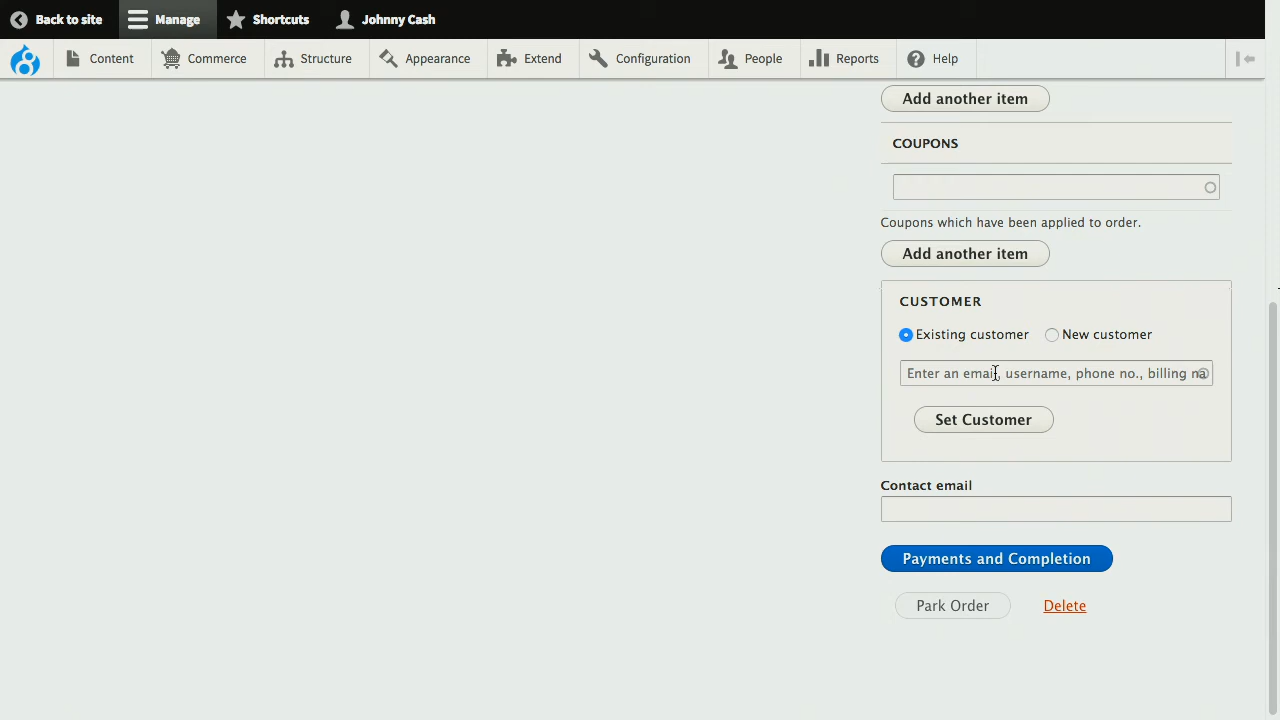 Back to site Manage Shortcuts Johnny Cash
Content Commerce Structure Appearance Extend Configuration People Reports Help
Add another item
COUPONS
Coupons which have been applied to order.
Add another item
CUSTOMER
Existing customer New customer
Enter an email, username, phone no., billing na
Set Customer
Contact email
Payments and Completion
Park Order Delete